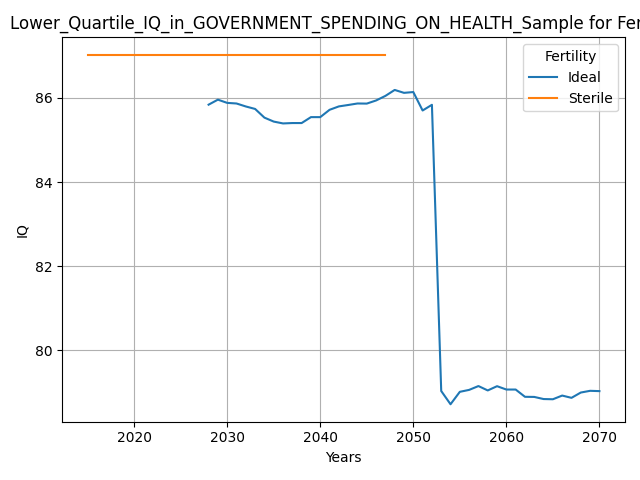 Lower_Quartile_IQ_in_GOVERNMENT_SPENDING_ON_HEALTH_Sample for Fer
Fertility
Ideal
Sterile
86
84
82
80
IQ
2020 2030 2040 2050 2060 2070
Years